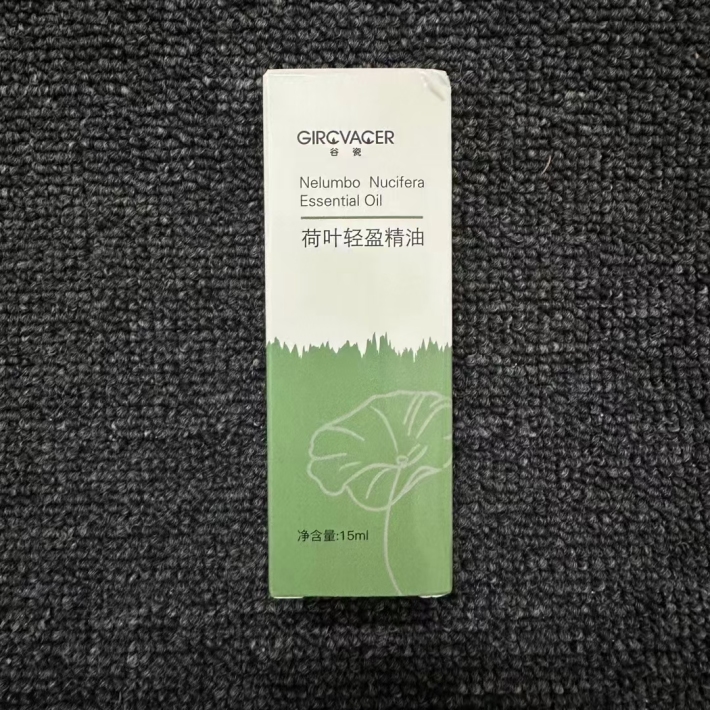 GIRCVACER
谷 瓷
Nelumbo Nucifera
Essential Oil
荷叶轻盈精油
净含量:15ml